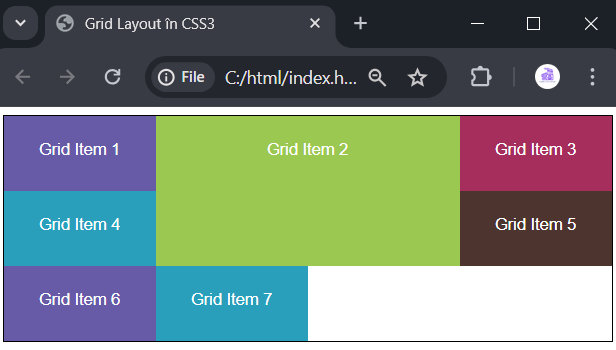 Grid Layout în CSS3
File
C:/html/index.h...
Grid Item 1
Grid Item 2
Grid Item 3
Grid Item 4
Grid Item 5
Grid Item 6
Grid Item 7